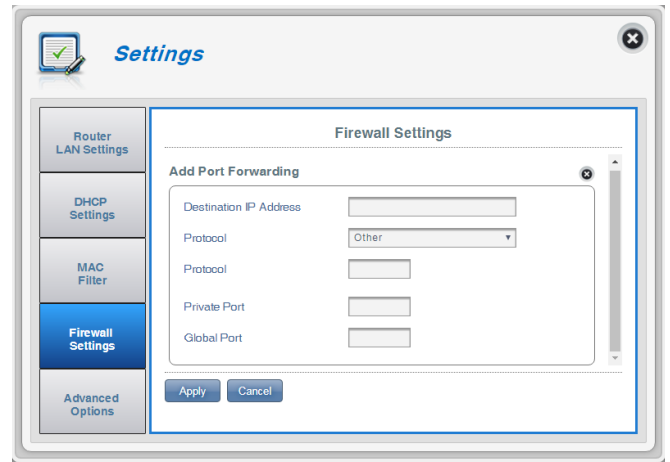 Settings
Router
LAN Settings
DHCP
Settings
MAC
Filter
Firewall
Settings
Advanced
Options
Firewall Settings
Add Port Forwarding
Destination IP Address
Protocol
Other
Protocol
Private Port
Global Port
Apply
Cancel